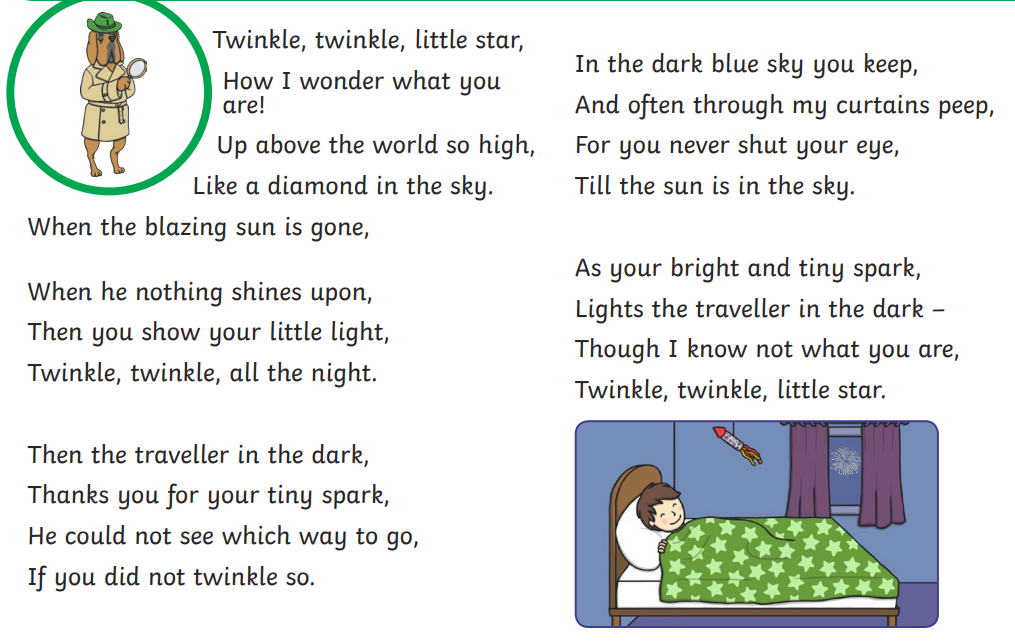 Twinkle, twinkle, little star,
How I wonder what you
are!
Up above the world so high,
Like a diamond in the sky.
When the blazing sun is gone,
When he nothing shines upon,
Then you show your little light,
Twinkle, twinkle, all the night.
Then the traveller in the dark,
Thanks you for your tiny spark,
He could not see which way to go,
If you did not twinkle so.
In the dark blue sky you keep,
And often through my curtains peep,
For you never shut your eye,
Till the sun is in the sky.
As your bright and tiny spark,
Lights the traveller in the dark –
Though I know not what you are,
Twinkle, twinkle, little star.